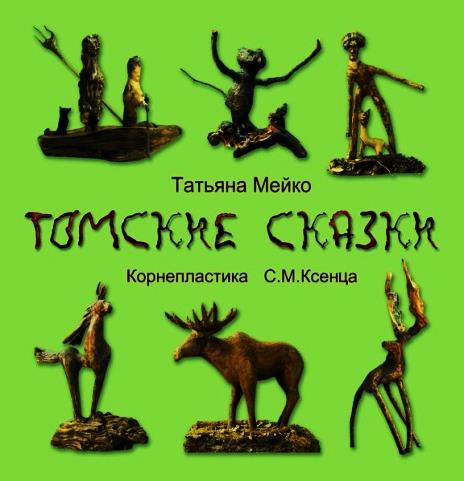 Татьяна Мейко
ТОМСКИЕ СКАЗКИ
Корнепластика С.М.Ксенца